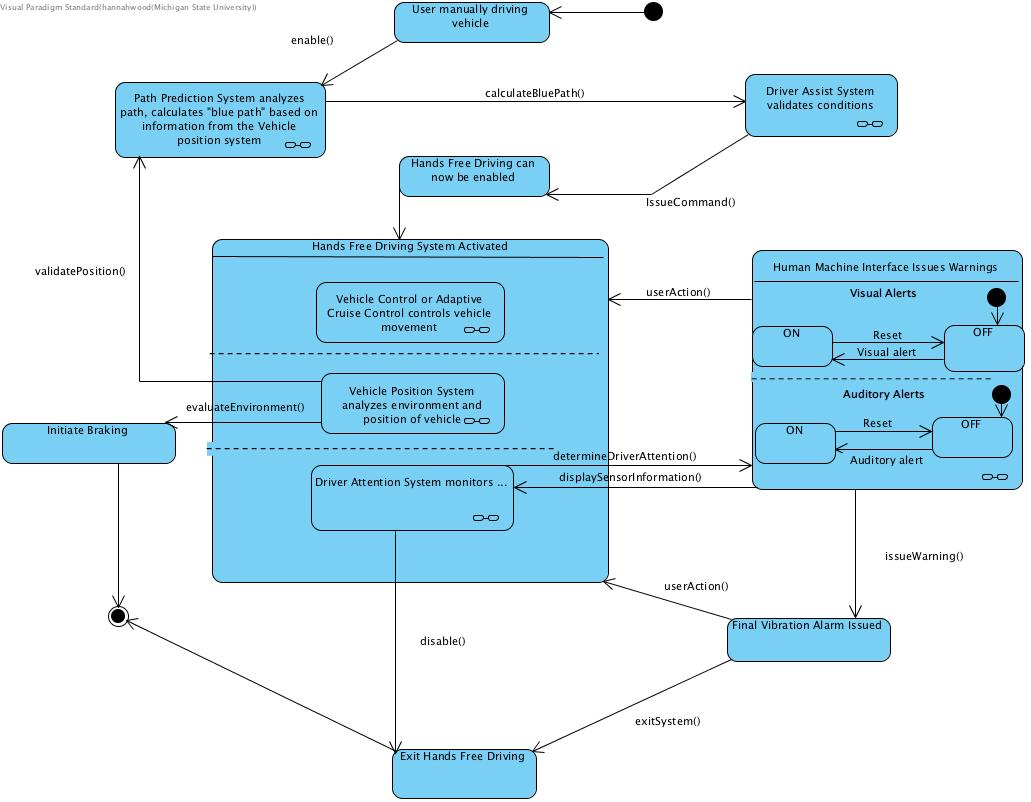 Visual Paradigm Standard(hannahwood(Michigan State University))
User manually driving
vehicle
enable()
Path Prediction System analyzes
path, calculates "blue path" based on
information from the Vehicle
position system
calculateBluePath()
Driver Assist System
validates conditions
Hands Free Driving can
now be enabled
IssueCommand()
Hands Free Driving System Activated
validatePosition()
Vehicle Control or Adaptive
Cruise Control controls vehicle
movement
userAction()
Human Machine Interface Issues Warnings
Visual Alerts
ON
Reset
OFF
Visual alert
Vehicle Position System
analyzes environment and
position of vehicle
evaluateEnvironment()
Initiate Braking
Auditory Alerts
ON
Reset
OFF
Auditory alert
determineDriverAttention()
displaySensorInformation()
Driver Attention System monitors ...
issueWarning()
userAction()
Final Vibration Alarm Issued
disable()
exitSystem()
Exit Hands Free Driving